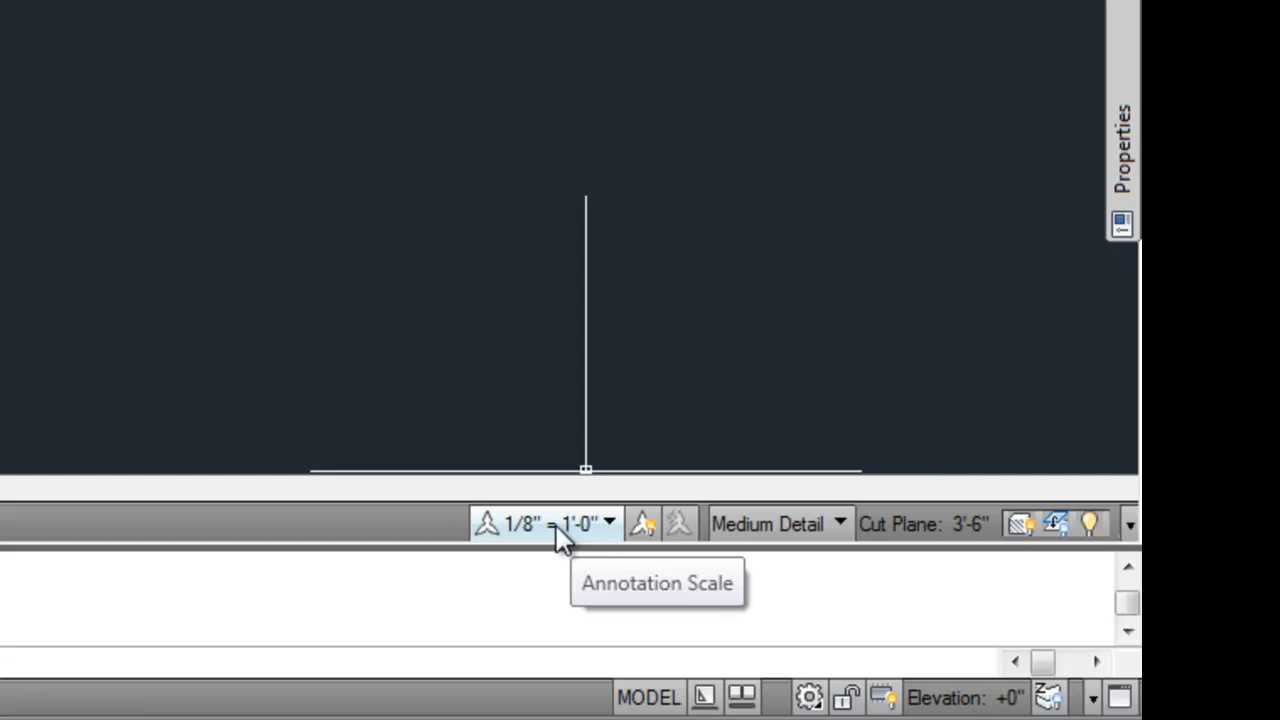 Properties
1/8" = 1'-0"
Medium Detail
Cut Plane: 3'-6"
Annotation Scale
MODEL
Elevation: +0"